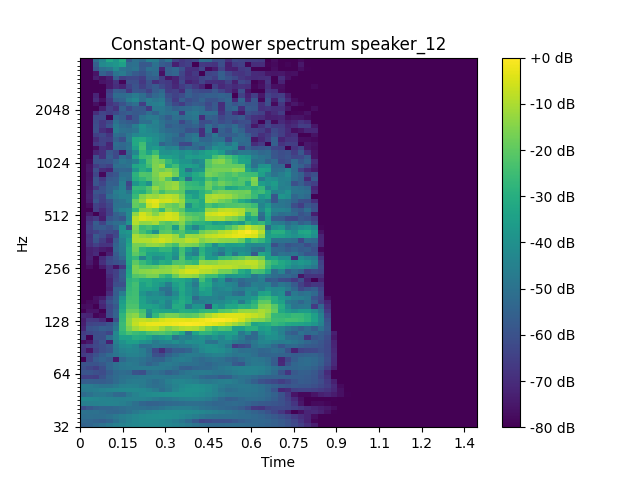 Constant-Q power spectrum speaker_12
Hz
2048
1024
512
256
128
64
32
0 0.15 0.3 0.45 0.6 0.75 0.9 1.1 1.2 1.4
Time
+0 dB
-10 dB
-20 dB
-30 dB
-40 dB
-50 dB
-60 dB
-70 dB
-80 dB